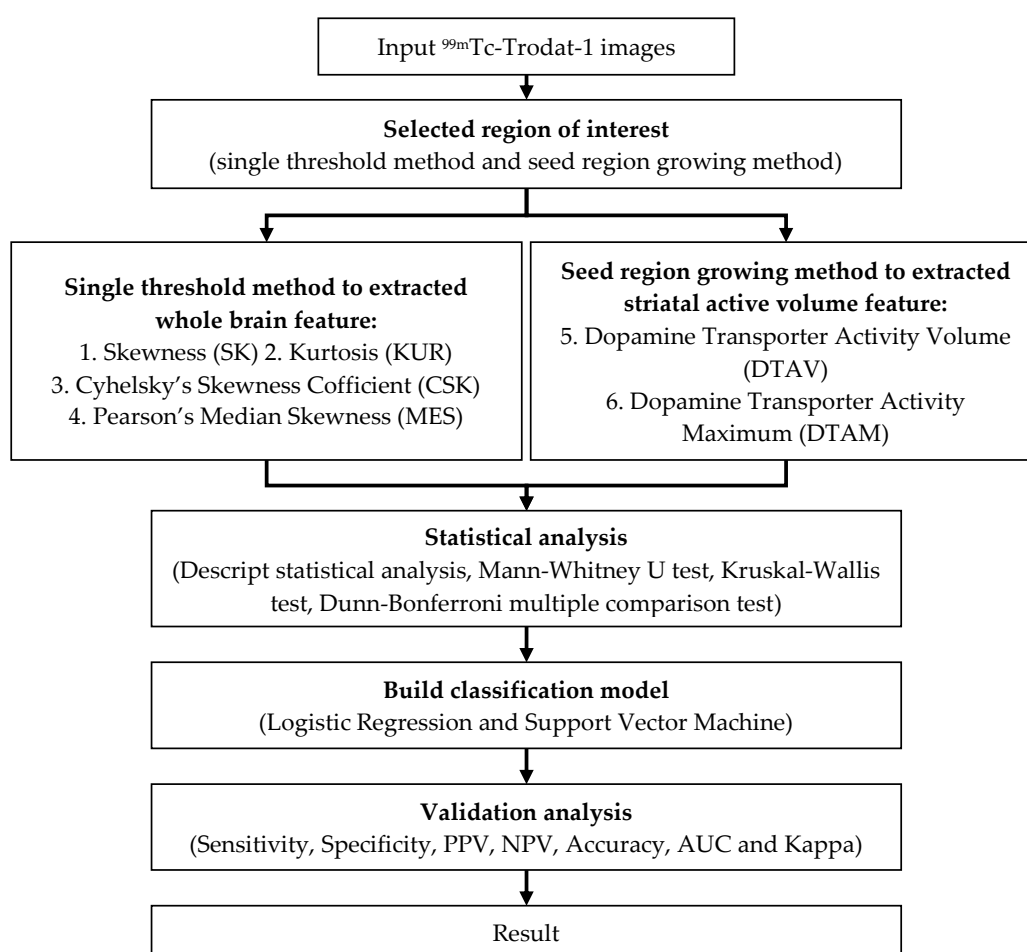 Input ⁹⁹ᵐTc-Trodat-1 images
Selected region of interest
(single threshold method and seed region growing method)
Single threshold method to extracted
whole brain feature:
1. Skewness (SK) 2. Kurtosis (KUR)
3. Cyhelsky’s Skewness Cofficient (CSK)
4. Pearson’s Median Skewness (MES)
Seed region growing method to extracted
striatal active volume feature:
5. Dopamine Transporter Activity Volume
(DTAV)
6. Dopamine Transporter Activity
Maximum (DTAM)
Statistical analysis
(Descript statistical analysis, Mann-Whitney U test, Kruskal-Wallis
test, Dunn-Bonferroni multiple comparison test)
Build classification model
(Logistic Regression and Support Vector Machine)
Validation analysis
(Sensitivity, Specificity, PPV, NPV, Accuracy, AUC and Kappa)
Result